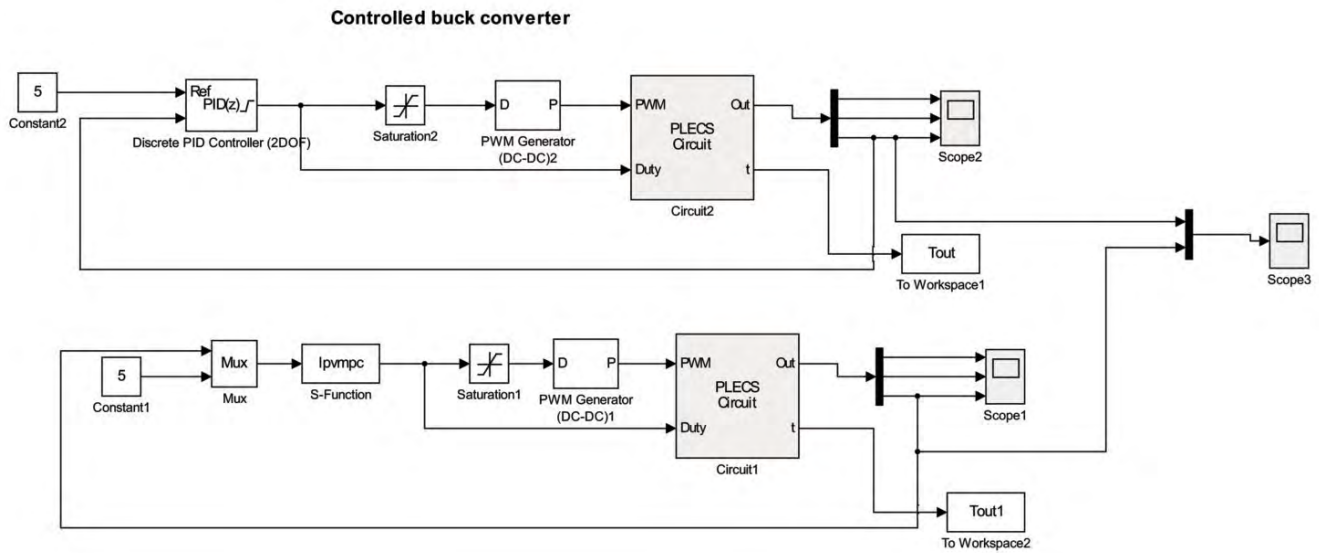 Controlled buck converter
5
Constant2
Ref
PID(z)
Discrete PID Controller (2DOF)
Saturation2
D
P
PWM Generator
(DC-DC)2
PWM
Out
PLECS
Circuit
Duty
t
Circuit2
Scope2
Tout
To Workspace1
Scope3
5
Constant1
Mux
Mux
Ipvmpc
S-Function
Saturation1
D
P
PWM Generator
(DC-DC)1
PWM
Out
PLECS
Circuit
Duty
t
Circuit1
Scope1
Tout1
To Workspace2